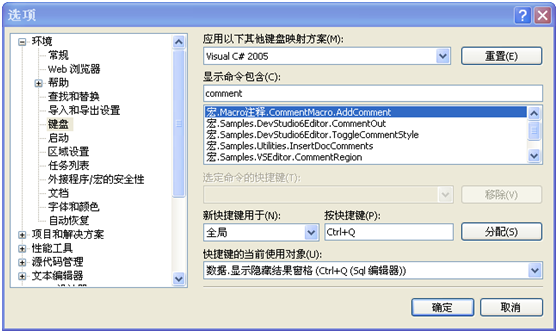 选项
环境
常规
Web 浏览器
帮助
查找和替换
导入和导出设置
键盘
启动
区域设置
任务列表
外接程序/宏的安全性
文档
字体和颜色
自动恢复
项目和解决方案
性能工具
源代码管理
文本编辑器
应用以下其他键盘映射方案(M):
Visual C# 2005
重置(E)
显示命令包含(C):
comment
宏.Macro注释.CommentMacro.AddComment
宏.Samples.DevStudio6Editor.CommentOut
宏.Samples.DevStudio6Editor.ToggleCommentStyle
宏.Samples.Utilities.InsertDocComments
宏.Samples.VSEditor.CommentRegion
选定命令的快捷键(T):
移除(V)
新快捷键用于(N):
按快捷键(P):
全局
Ctrl+Q
分配(S)
快捷键的当前使用对象(U):
数据.显示隐藏结果窗格 (Ctrl+Q (Sql 编辑器))
确定
取消